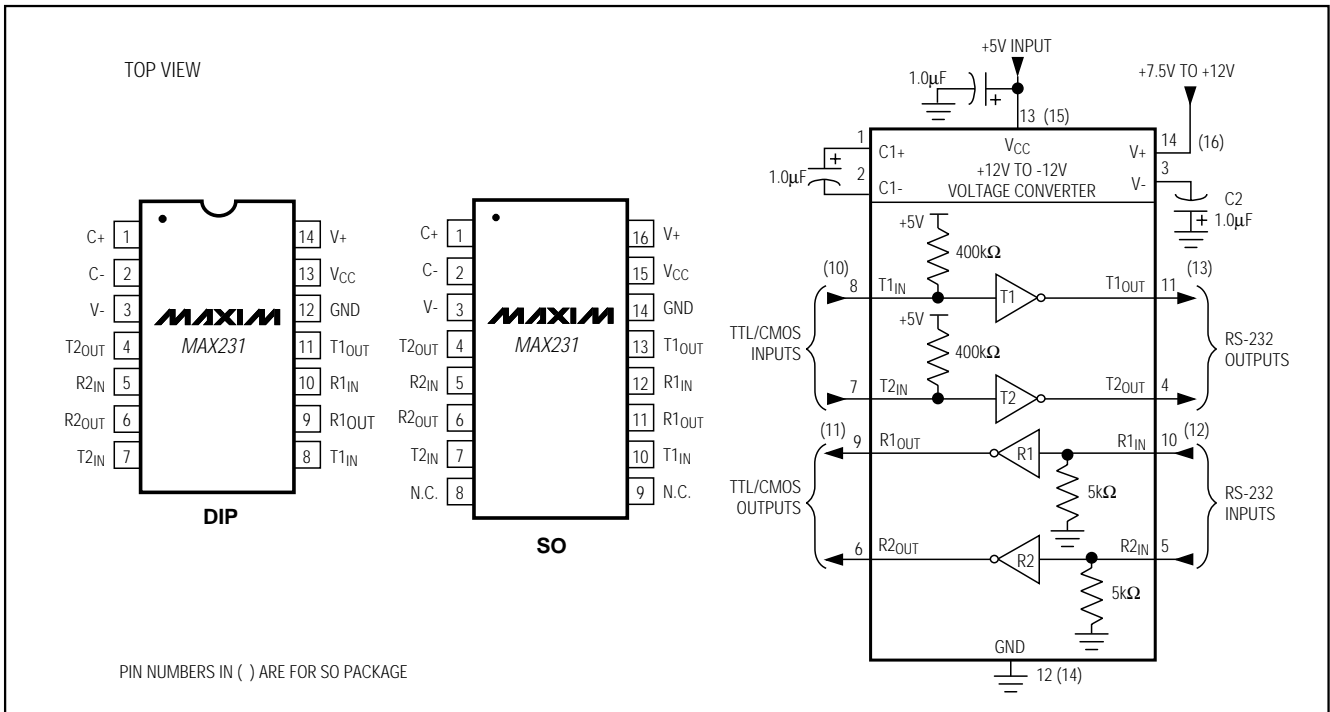 TOP VIEW
C+ 1
C- 2
V- 3
T2OUT 4
R2IN 5
R2OUT 6
T2IN 7
14 V+
13 VCC
12 GND
11 T1OUT
10 R1IN
9 R1OUT
8 T1IN
MAXIM
MAX231
DIP
C+ 1
C- 2
V- 3
T2OUT 4
R2IN 5
R2OUT 6
T2IN 7
N.C. 8
16 V+
15 VCC
14 GND
13 T1OUT
12 R1IN
11 R1OUT
10 T1IN
9 N.C.
MAXIM
MAX231
SO
+5V INPUT
1.0µF
+
+7.5V TO +12V
13 (15)
VCC
1 C1+
+
1.0µF
2 C1-
+12V TO -12V
VOLTAGE CONVERTER
V+ 14 (16)
V- 3
C2
+ 1.0µF
+5V
400kΩ
(10)
8 T1IN
T1
T1OUT 11
(13)
+5V
400kΩ
TTL/CMOS
INPUTS
RS-232
OUTPUTS
7 T2IN
T2
T2OUT 4
(11)
9 R1OUT
R1
R1IN 10
(12)
5kΩ
TTL/CMOS
OUTPUTS
RS-232
INPUTS
6 R2OUT
R2
R2IN 5
5kΩ
GND
12 (14)
PIN NUMBERS IN ( ) ARE FOR SO PACKAGE